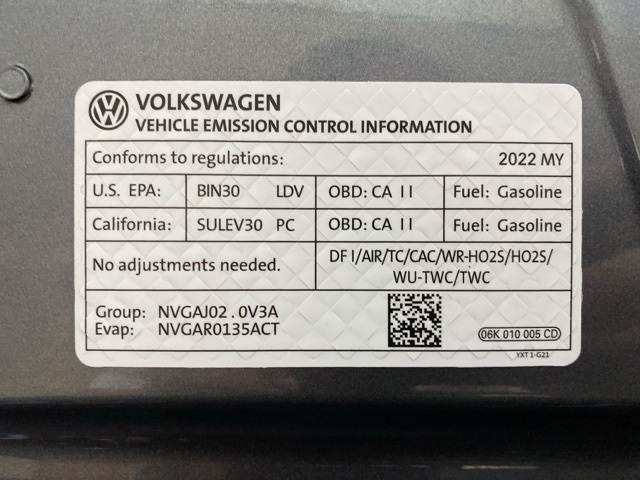 VOLKSWAGEN
VEHICLE EMISSION CONTROL INFORMATION
Conforms to regulations: 2022 MY
U.S. EPA: BIN30 LDV OBD: CA II Fuel: Gasoline
California: SULEV30 PC OBD: CA II Fuel: Gasoline
No adjustments needed.
DF I/AIR/TC/CAC/WR-HO2S/HO2S/
WU-TWC/TWC
Group: NVGAJ02.0V3A
Evap: NVGAR0135ACT
06K 010 005 CD
YXT 1-G21